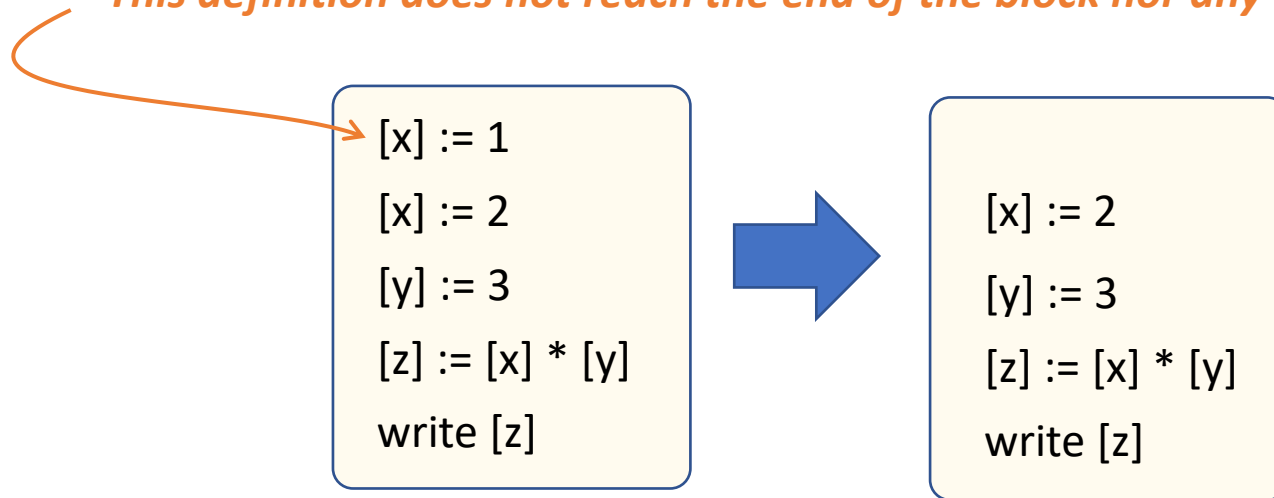 This definition does not reach the end of the block nor any
[x] := 1
[x] := 2
[y] := 3
[z] := [x] * [y]
write [z]
[x] := 2
[y] := 3
[z] := [x] * [y]
write [z]